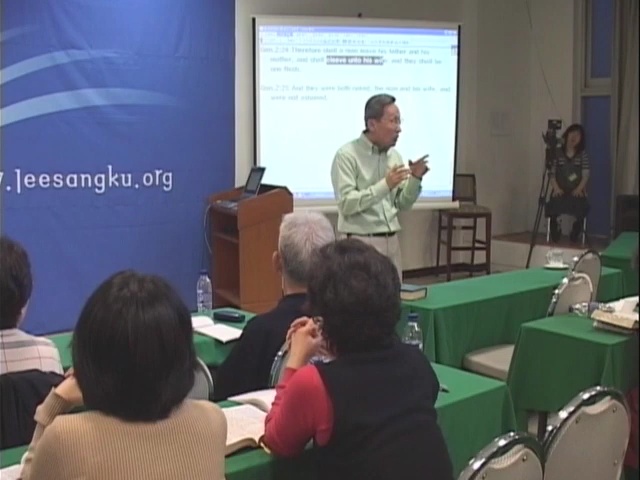 Gen.2:24 Therefore shall a man leave his father and his
mother, and shall cleave unto his wife, and they shall be
one flesh.
Gen.2:25 And they were both naked, the man and his wife, and
were not ashamed.
.leesangku.org